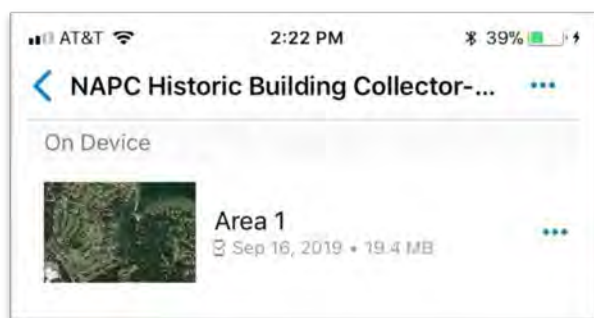 AT&T 2:22 PM 39%
NAPC Historic Building Collector-...
On Device
Area 1
Sep 16, 2019 • 19.4 MB